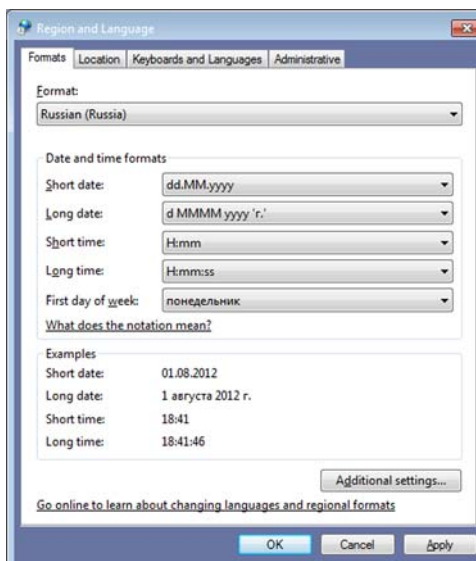 Region and Language
Formats Location Keyboards and Languages Administrative
Format:
Russian (Russia)
Date and time formats
Short date: dd.MM.yyyy
Long date: d MMMM yyyy 'г.'
Short time: H:mm
Long time: H:mm:ss
First day of week: понедельник
What does the notation mean?
Examples
Short date: 01.08.2012
Long date: 1 августа 2012 г.
Short time: 18:41
Long time: 18:41:46
Additional settings...
Go online to learn about changing languages and regional formats
OK Cancel Apply